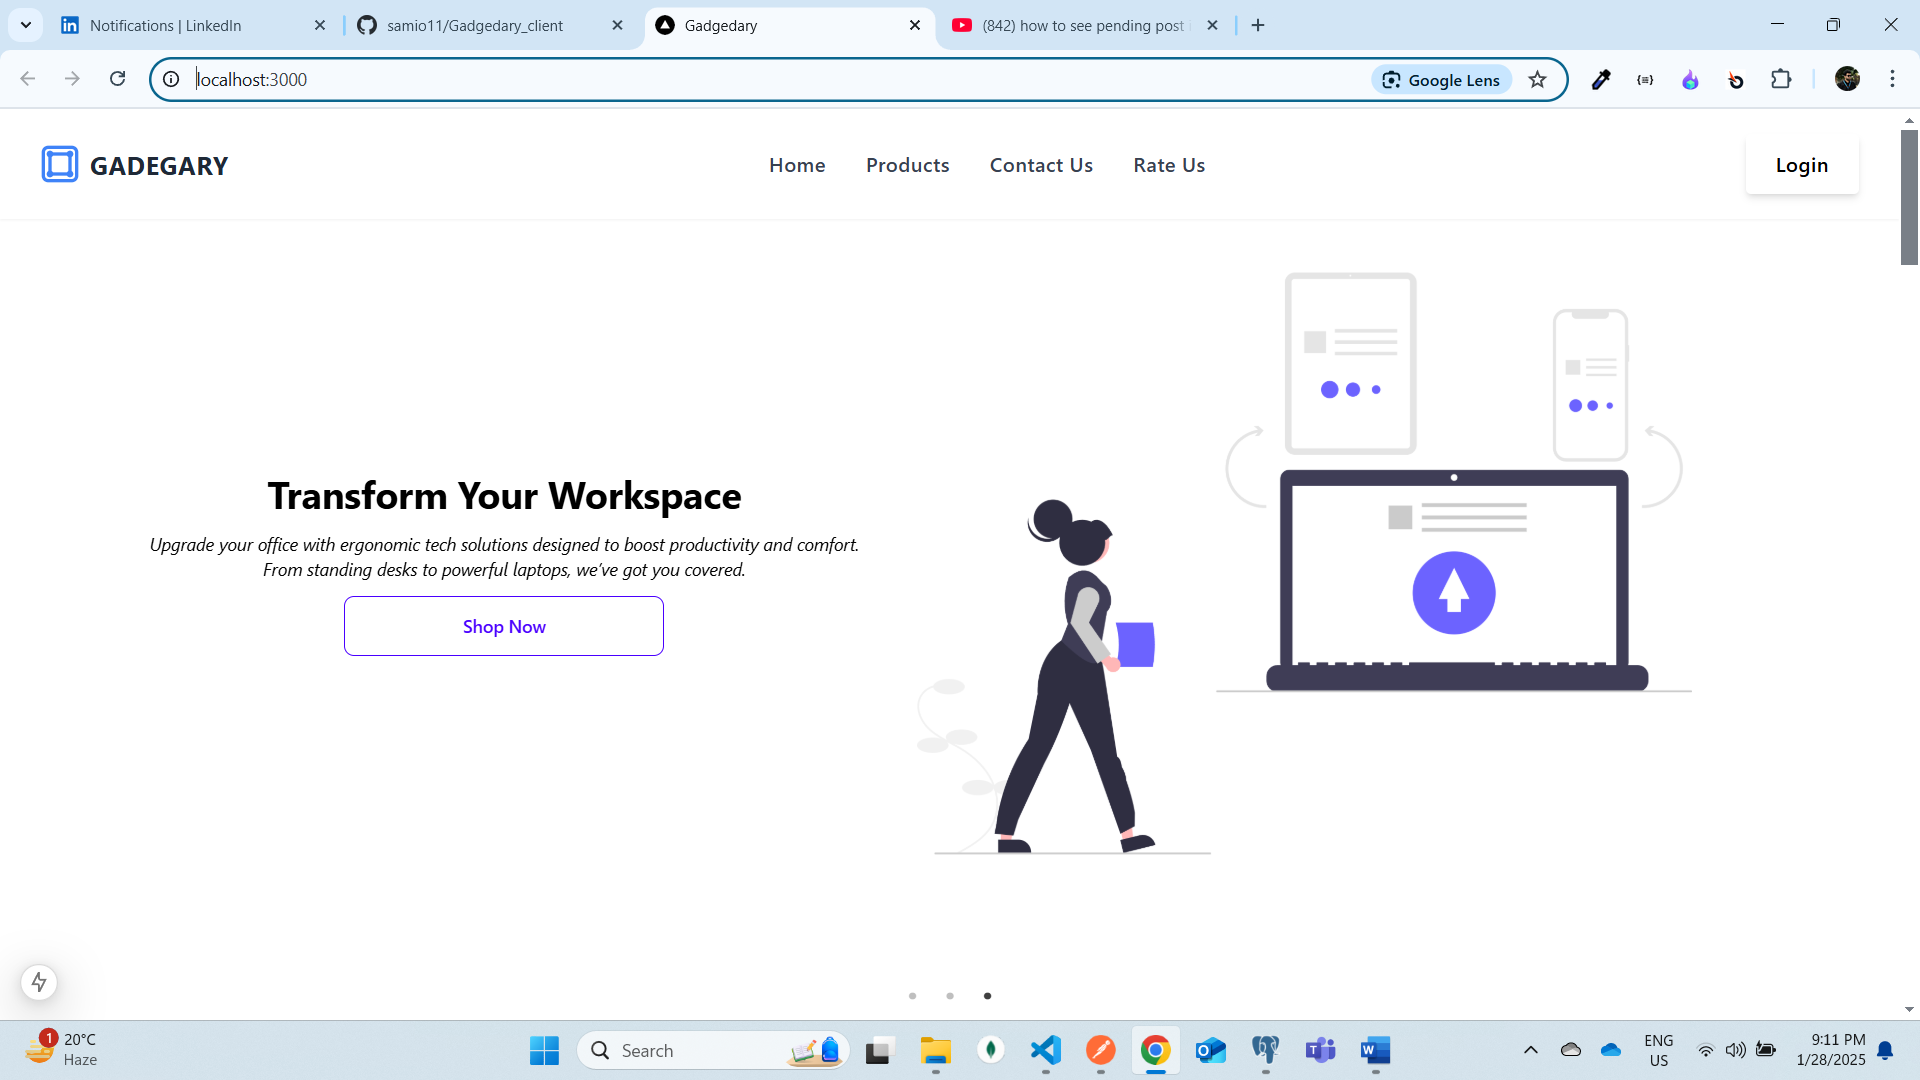 Notifications | LinkedIn
samio11/Gadgedary_client
Gadgedary
(842) how to see pending post i
localhost:3000
Google Lens
GADEGARY
Home
Products
Contact Us
Rate Us
Login
Transform Your Workspace
Upgrade your office with ergonomic tech solutions designed to boost productivity and comfort.
From standing desks to powerful laptops, we’ve got you covered.
Shop Now
1
20°C
Haze
Search
ENG
US
9:11 PM
1/28/2025